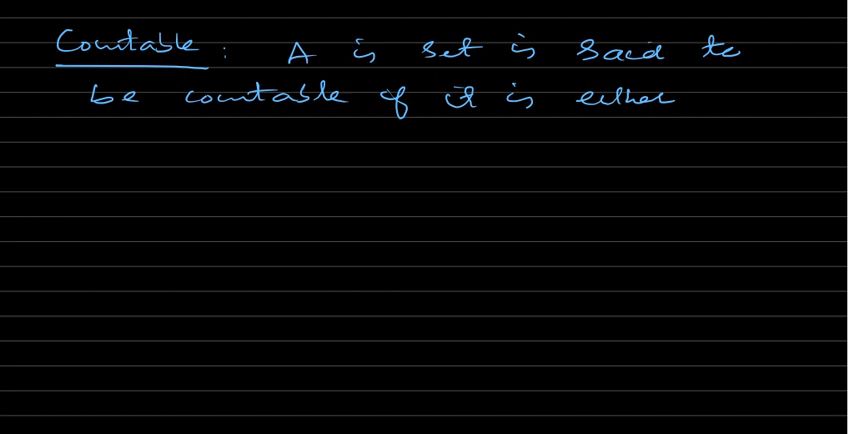 Countable : A is set is said to
be countable if it is either